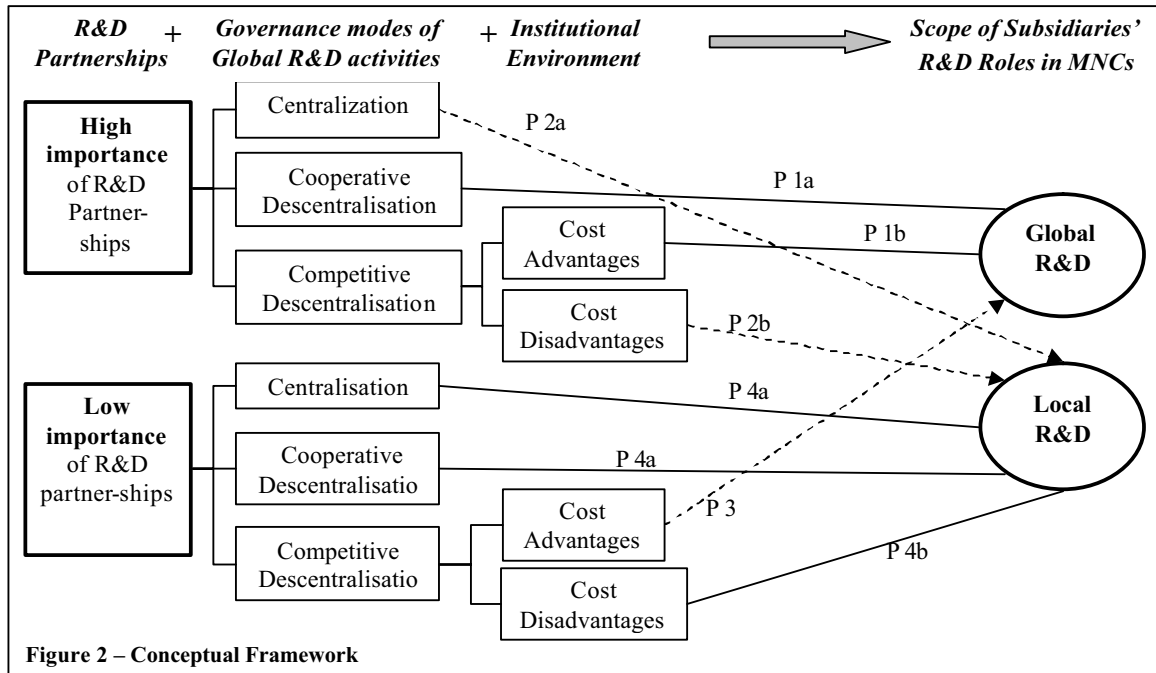 R&D
Partnerships
+
Governance modes of
Global R&D activities
+
Institutional
Environment
Scope of Subsidiaries'
R&D Roles in MNCs
High
importance
of R&D
Partner-
ships
Centralization
Cooperative
Descentralisation
Competitive
Descentralisation
Cost
Advantages
Cost
Disadvantages
P 2a
P 1a
P 1b
P 2b
Global
R&D
Low
importance
of R&D
partner-ships
Centralisation
Cooperative
Descentralisatio
Competitive
Descentralisatio
Cost
Advantages
Cost
Disadvantages
P 4a
P 4a
P 3
P 4b
Local
R&D
Figure 2 – Conceptual Framework